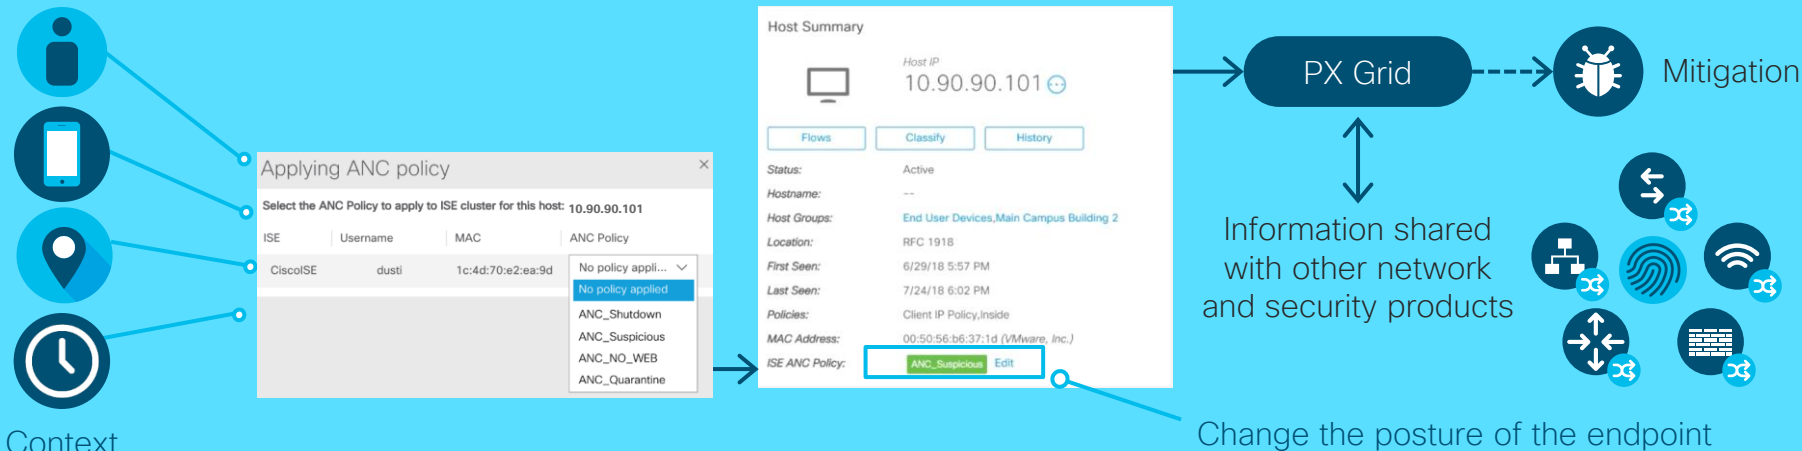 Context
Applying ANC policy
×
Select the ANC Policy to apply to ISE cluster for this host: 10.90.90.101
ISE Username MAC ANC Policy
CiscoISE dusti 1c:4d:70:e2:ea:9d No policy appli...
No policy applied
ANC_Shutdown
ANC_Suspicious
ANC_NO_WEB
ANC_Quarantine
Host Summary
Host IP
10.90.90.101
Flows Classify History
Status: Active
Hostname: --
Host Groups: End User Devices,Main Campus Building 2
Location: RFC 1918
First Seen: 6/29/18 5:57 PM
Last Seen: 7/24/18 6:02 PM
Policies: Client IP Policy,Inside
MAC Address: 00:50:56:b6:37:1d (VMware, Inc.)
ISE ANC Policy: ANC_Suspicious Edit
PX Grid
Mitigation
Information shared
with other network
and security products
Change the posture of the endpoint